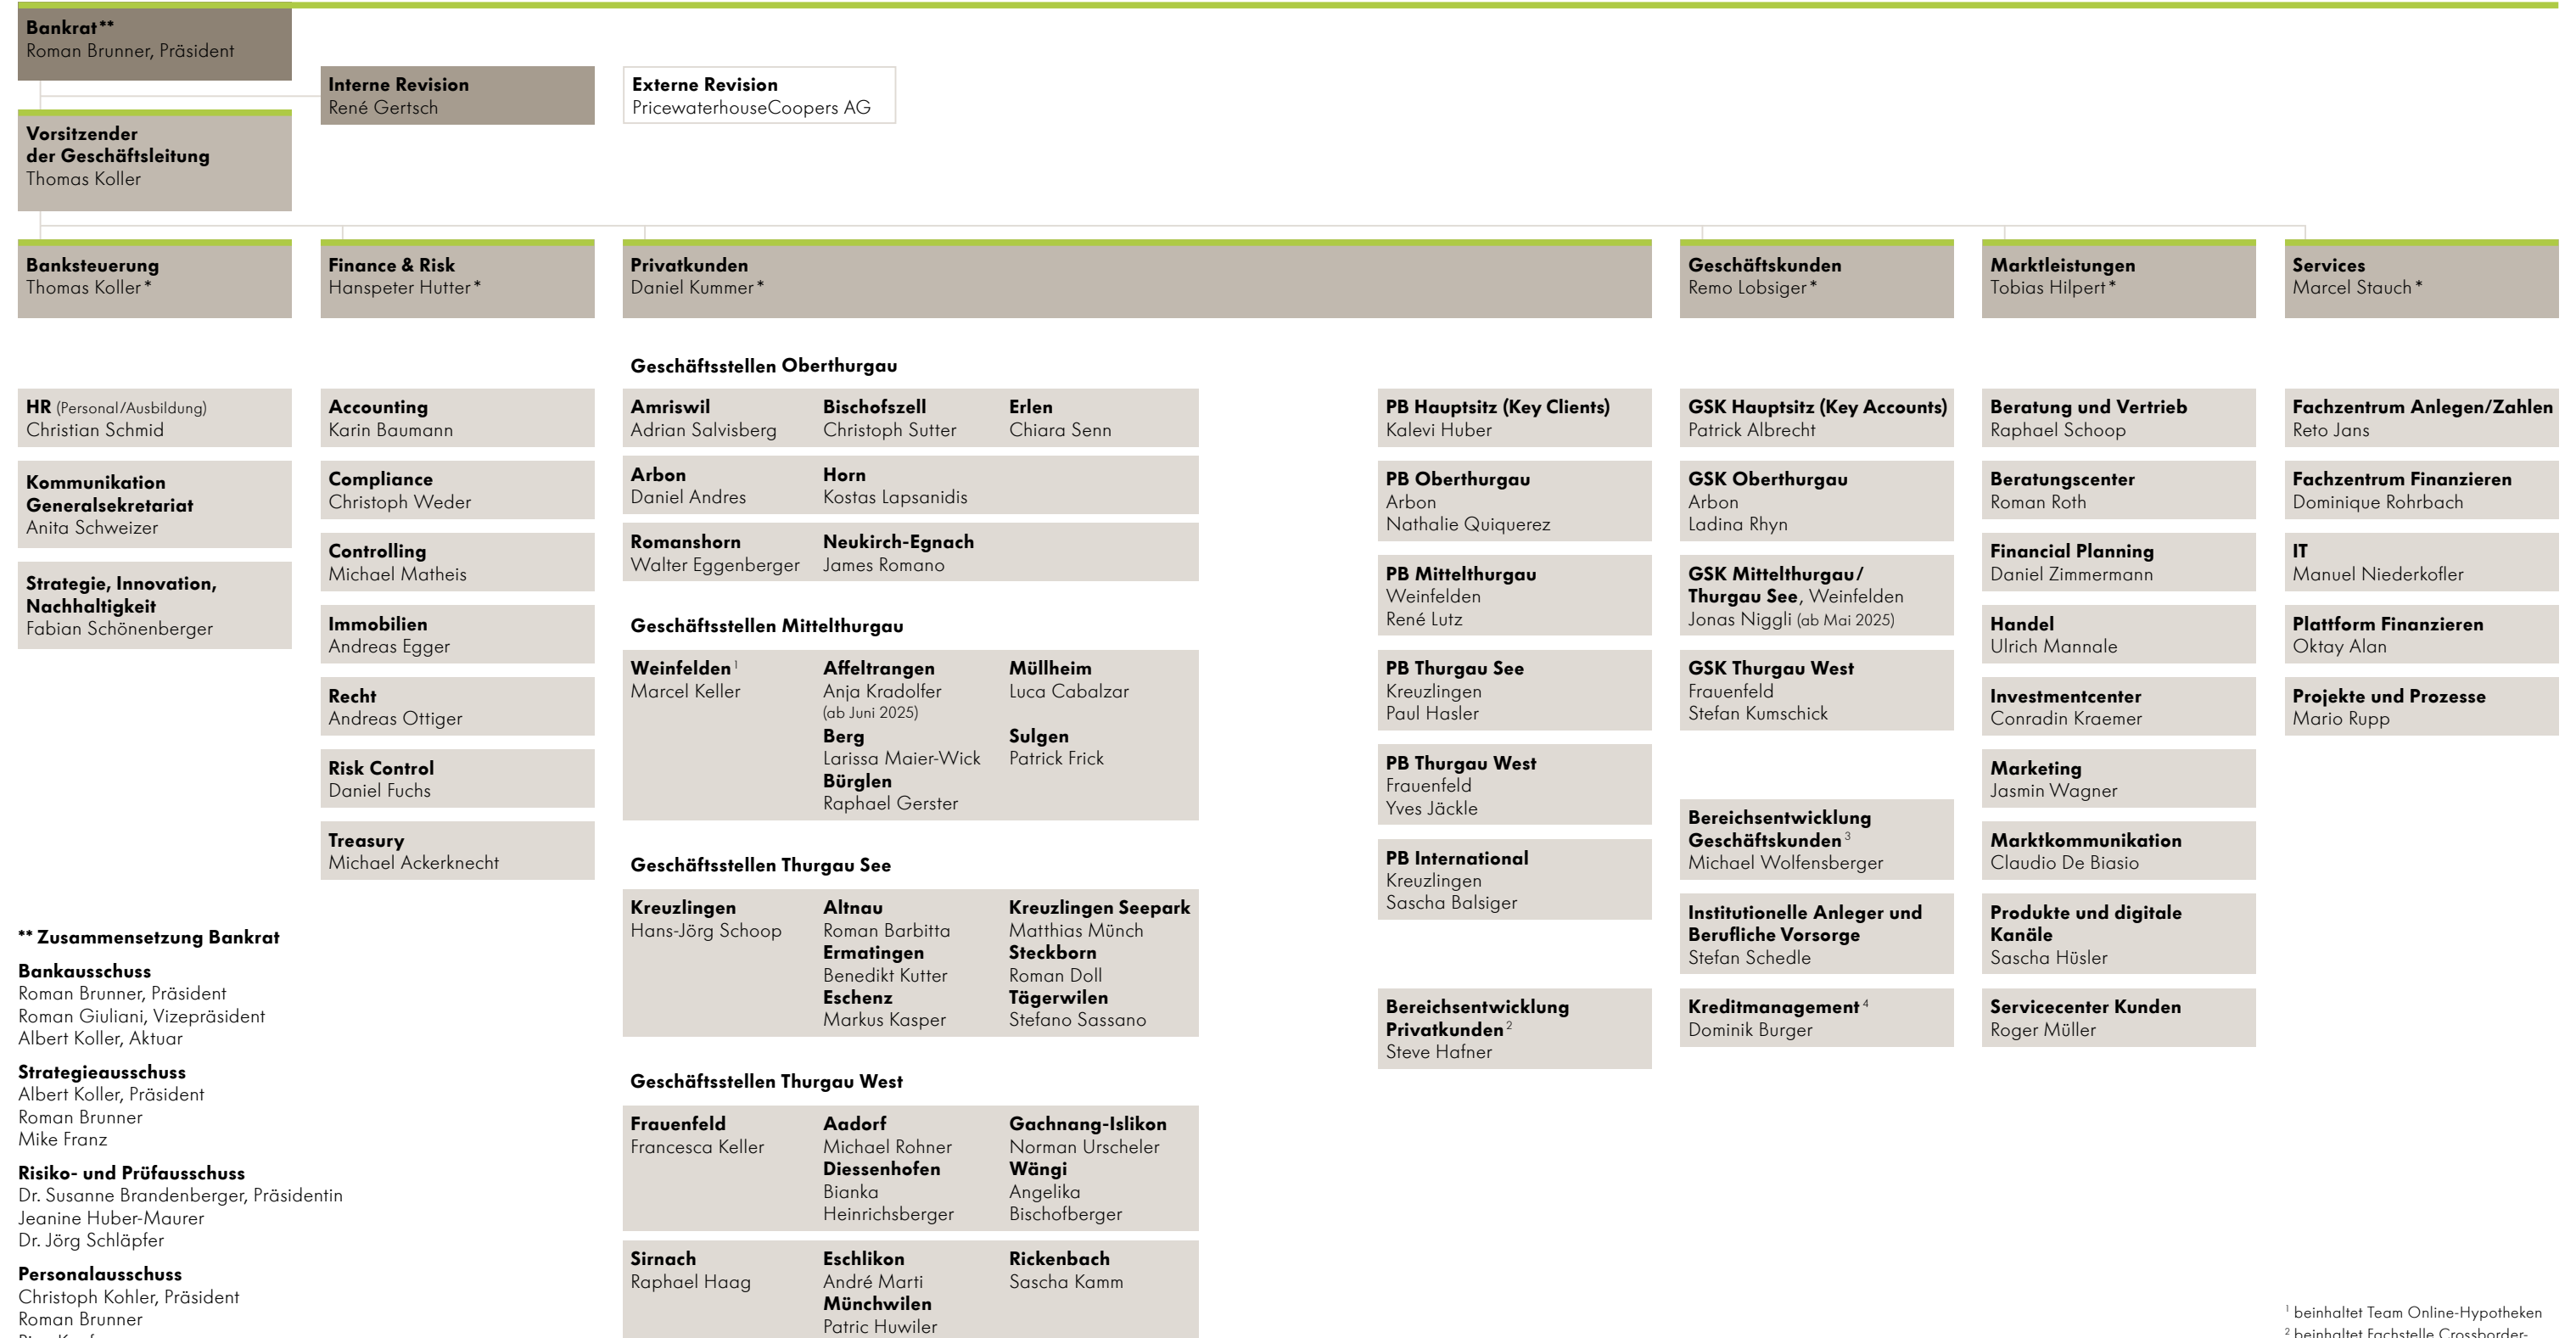 Bankrat**
Roman Brunner, Präsident
Interne Revision
René Gertsch
Externe Revision
PricewaterhouseCoopers AG
Vorsitzender
der Geschäftsleitung
Thomas Koller
Banksteuerung
Thomas Koller*
Finance & Risk
Hanspeter Hutter*
Privatkunden
Daniel Kummer*
Geschäftskunden
Remo Lobsiger*
Marktleistungen
Tobias Hilpert*
Services
Marcel Stauch*
HR (Personal/Ausbildung)
Christian Schmid
Kommunikation
Generalsekretariat
Anita Schweizer
Strategie, Innovation,
Nachhaltigkeit
Fabian Schönenberger
Accounting
Karin Baumann
Compliance
Christoph Weder
Controlling
Michael Matheis
Immobilien
Andreas Egger
Recht
Andreas Ottiger
Risk Control
Daniel Fuchs
Treasury
Michael Ackerknecht
Geschäftsstellen Oberthurgau
Amriswil
Adrian Salvisberg
Bischofszell
Christoph Sutter
Erlen
Chiara Senn
Arbon
Daniel Andres
Horn
Kostas Lapsanidis
Romanshorn
Walter Eggenberger
Neukirch-Egnach
James Romano
Geschäftsstellen Mittelthurgau
Weinfelden¹
Marcel Keller
Affeltrangen
Anja Kradolfer
(ab Juni 2025)
Berg
Larissa Maier-Wick
Bürglen
Raphael Gerster
Müllheim
Luca Cabalzar
Sulgen
Patrick Frick
Geschäftsstellen Thurgau See
Kreuzlingen
Hans-Jörg Schoop
Altnau
Roman Barbitta
Ermatingen
Benedikt Kutter
Eschenz
Markus Kasper
Kreuzlingen Seepark
Matthias Münch
Steckborn
Roman Doll
Tägerwilen
Stefano Sassano
Geschäftsstellen Thurgau West
Frauenfeld
Francesca Keller
Aadorf
Michael Rohner
Diessenhofen
Bianka
Heinrichsberger
Gachnang-Islikon
Norman Urscheler
Wängi
Angelika
Bischofberger
Sirnach
Raphael Haag
Eschlikon
André Marti
Münchwilen
Patric Huwiler
Rickenbach
Sascha Kamm
PB Hauptsitz (Key Clients)
Kalevi Huber
PB Oberthurgau
Arbon
Nathalie Quiquerez
PB Mittelthurgau
Weinfelden
René Lutz
PB Thurgau See
Kreuzlingen
Paul Hasler
PB Thurgau West
Frauenfeld
Yves Jäckle
PB International
Kreuzlingen
Sascha Balsiger
Bereichsentwicklung
Privatkunden²
Steve Hafner
GSK Hauptsitz (Key Accounts)
Patrick Albrecht
GSK Oberthurgau
Arbon
Ladina Rhyn
GSK Mittelthurgau/
Thurgau See, Weinfelden
Jonas Niggli (ab Mai 2025)
GSK Thurgau West
Frauenfeld
Stefan Kumschick
Bereichsentwicklung
Geschäftskunden³
Michael Wolfensberger
Institutionelle Anleger und
Berufliche Vorsorge
Stefan Schedle
Kreditmanagement⁴
Dominik Burger
Beratung und Vertrieb
Raphael Schoop
Beratungscenter
Roman Roth
Financial Planning
Daniel Zimmermann
Handel
Ulrich Mannale
Investmentcenter
Conradin Kraemer
Marketing
Jasmin Wagner
Marktkommunikation
Claudio De Biasio
Produkte und digitale
Kanäle
Sascha Hüsler
Servicecenter Kunden
Roger Müller
Fachzentrum Anlegen/Zahlen
Reto Jans
Fachzentrum Finanzieren
Dominique Rohrbach
IT
Manuel Niederkofler
Plattform Finanzieren
Oktay Alan
Projekte und Prozesse
Mario Rupp
** Zusammensetzung Bankrat
Bankausschuss
Roman Brunner, Präsident
Roman Giuliani, Vizepräsident
Albert Koller, Aktuar
Strategieausschuss
Albert Koller, Präsident
Roman Brunner
Mike Franz
Risiko- und Prüfausschuss
Dr. Susanne Brandenberger, Präsidentin
Jeanine Huber-Maurer
Dr. Jörg Schläpfer
Personalausschuss
Christoph Kohler, Präsident
Roman Brunner
¹ beinhaltet Team Online-Hypotheken
² beinhaltet Fachstelle Crossborder-